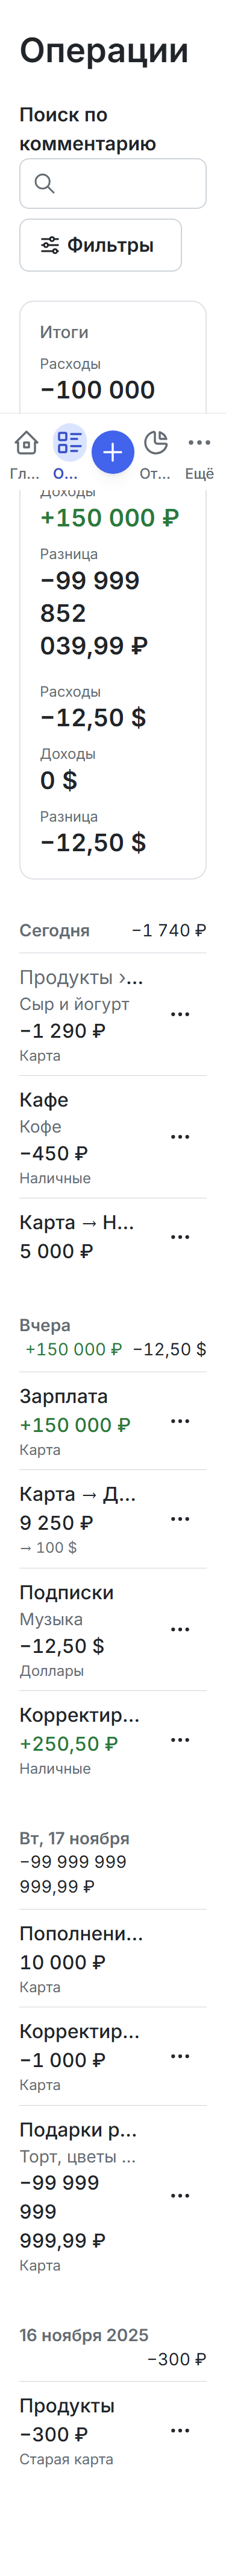 Операции
Поиск по
комментарию
Фильтры
Итоги
Расходы
−100 000
Гл...
О...
От...
Ещё
Доходы
+150 000 ₽
Разница
−99 999
852
039,99 ₽
Расходы
−12,50 $
Доходы
0 $
Разница
−12,50 $
Сегодня −1 740 ₽
Продукты ›...
Сыр и йогурт
−1 290 ₽
Карта
Кафе
Кофе
−450 ₽
Наличные
Карта → Н...
5 000 ₽
Вчера
+150 000 ₽ −12,50 $
Зарплата
+150 000 ₽
Карта
Карта → Д...
9 250 ₽
→ 100 $
Подписки
Музыка
−12,50 $
Доллары
Корректир...
+250,50 ₽
Наличные
Вт, 17 ноября
−99 999 999
999,99 ₽
Пополнени...
10 000 ₽
Карта
Корректир...
−1 000 ₽
Карта
Подарки р...
Торт, цветы ...
−99 999
999
999,99 ₽
Карта
16 ноября 2025
−300 ₽
Продукты
−300 ₽
Старая карта